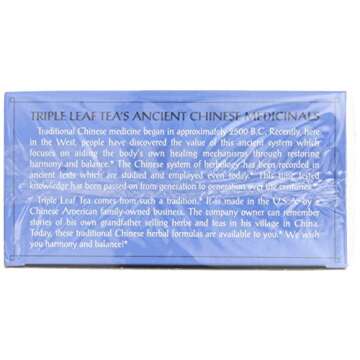 TRIPLE LEAF TEA'S ANCIENT CHINESE MEDICINALS
Traditional Chinese medicine began in approximately 2500 B.C. Recently, here
in the West, people have discovered the value of this ancient system which
focuses on aiding the body's own healing mechanisms through restoring
harmony and balance.* The Chinese system of herbology has been recorded in
ancient texts which are studied and employed even today.* This time tested
knowledge has been passed on from generation to generation over the centuries.*
Triple Leaf Tea comes from such a tradition.* It is made in the U.S.A. by a
Chinese American family-owned business. The company owner can remember
stories of his own grandfather selling herbs and teas in his village in China.
Today, these traditional Chinese herbal formulas are available to you.* We wish
you harmony and balance!*